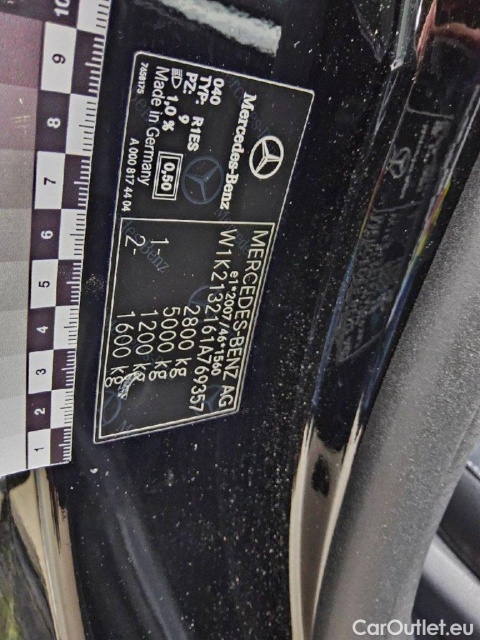 Mercedes-Benz
040
TYP: R1ES
PZ: 9
1.0 %
0,50
Made in Germany
7459175
A 000 817 44 04
MERCEDES-BENZ AG
e1*2007/46*1560
W1K2132161A769357
2800 kg
5000 kg
1- 1200 kg
2- 1600 kg
10
9
8
7
6
5
4
3
2
1
CarOutlet.eu